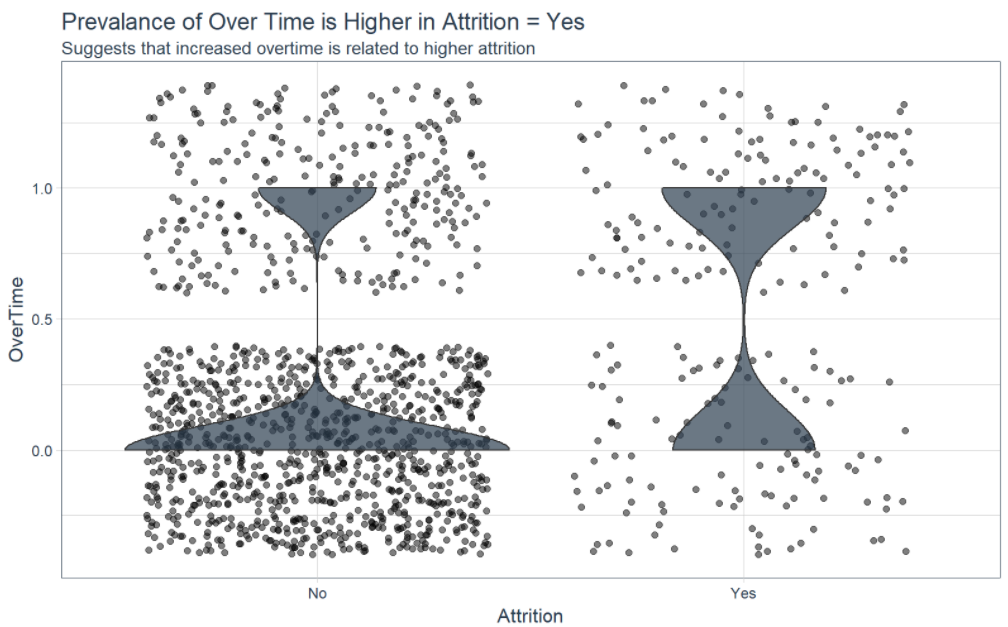 Prevalance of Over Time is Higher in Attrition = Yes
Suggests that increased overtime is related to higher attrition
1.0
0.5
0.0
OverTime
No
Yes
Attrition